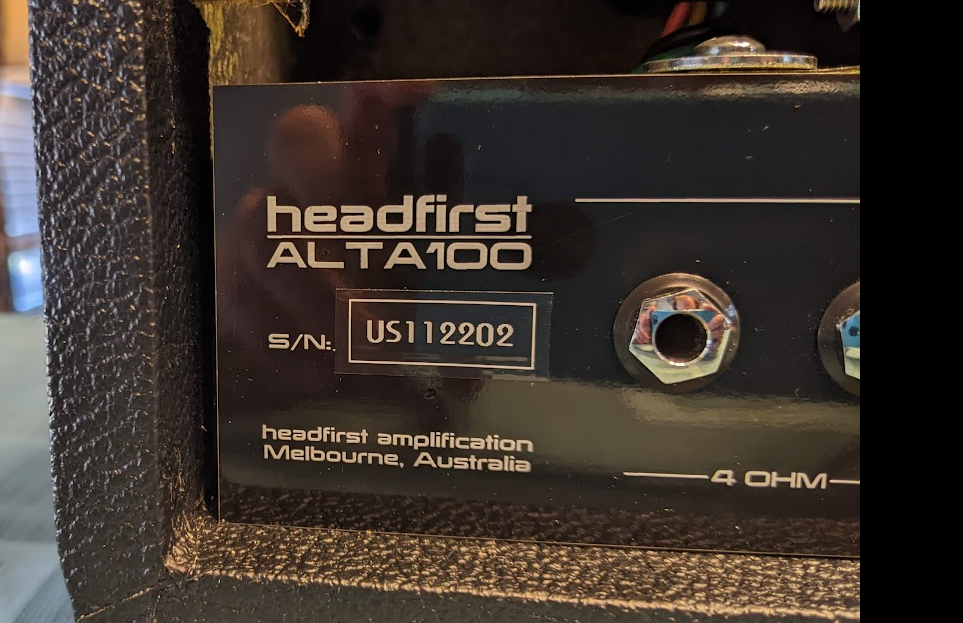 headfirst
ALTA100
S/N:
US112202
headfirst amplification
Melbourne, Australia
4 OHM